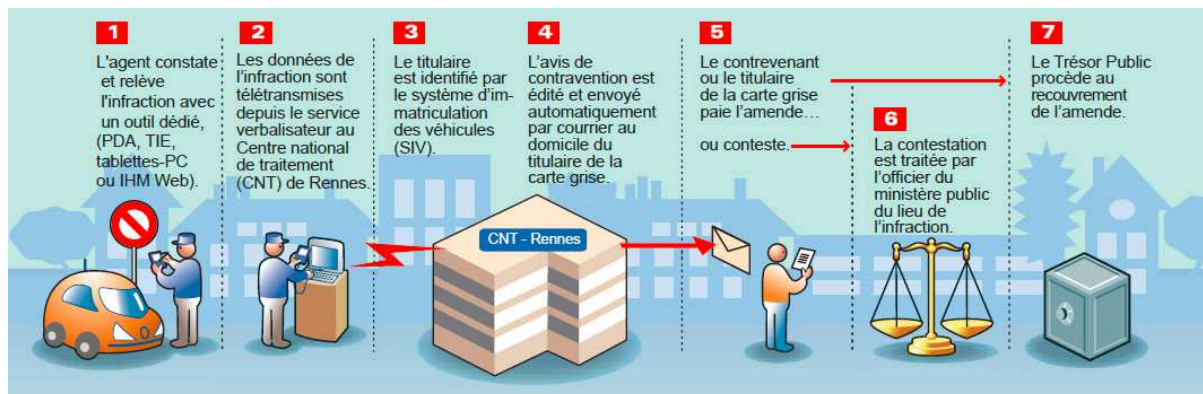 1
L'agent constate
et relève
l'infraction avec
un outil dédié,
(PDA, TIE,
tablettes-PC
ou IHM Web).
2
Les données de
l'infraction sont
télétransmises
depuis le service
verbalisateur au
Centre national
de traitement
(CNT) de Rennes.
3
Le titulaire
est identifié par
le système d'im-
matriculation
des véhicules
(SIV).
4
L'avis de
contravention est
édité et envoyé
automatiquement
par courrier au
domicile du
titulaire de la
carte grise.
CNT - Rennes
5
Le contrevenant
ou le titulaire
de la carte grise
paie l'amende…
ou conteste.
6
La contestation
est traitée par
l'officier du
ministère public
du lieu de
l'infraction.
7
Le Trésor Public
procède au
recouvrement
de l'amende.